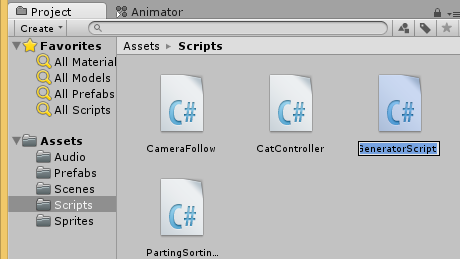 Project
Animator
Create
Favorites
All Material
All Models
All Prefabs
All Scripts
Assets
Audio
Prefabs
Scenes
Scripts
Sprites
Assets ▸ Scripts
C#
C#
C#
CameraFollow
CatController
GeneratorScript
C#
PartingSortin...